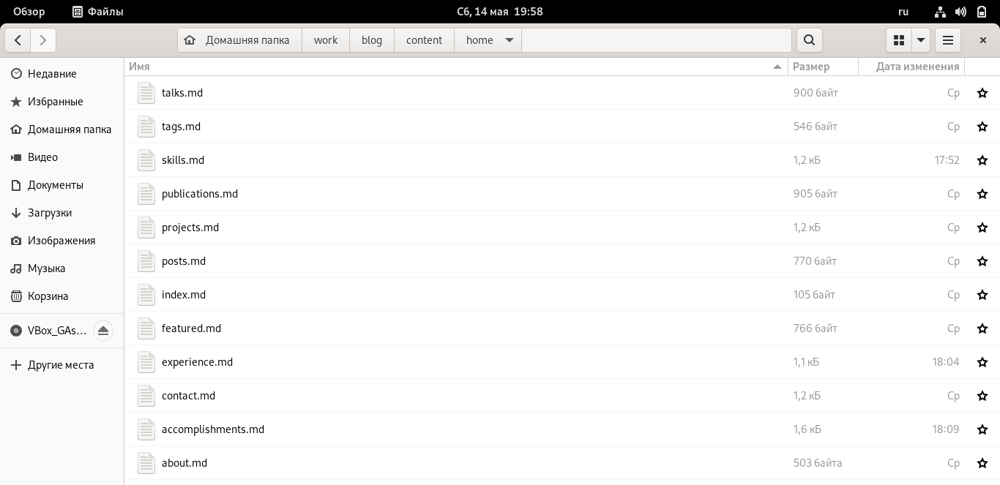 Обзор Файлы Сб, 14 мая 19:58 ru
Домашняя папка work blog content home
Недавние
Избранные
Домашняя папка
Видео
Документы
Загрузки
Изображения
Музыка
Корзина
VBox_GAs...
Другие места
Имя Размер Дата изменения
talks.md 900 байт Ср
tags.md 546 байт Ср
skills.md 1,2 кБ 17:52
publications.md 905 байт Ср
projects.md 1,2 кБ Ср
posts.md 770 байт Ср
index.md 105 байт Ср
featured.md 766 байт Ср
experience.md 1,1 кБ 18:04
contact.md 1,2 кБ Ср
accomplishments.md 1,6 кБ 18:09
about.md 503 байта Ср